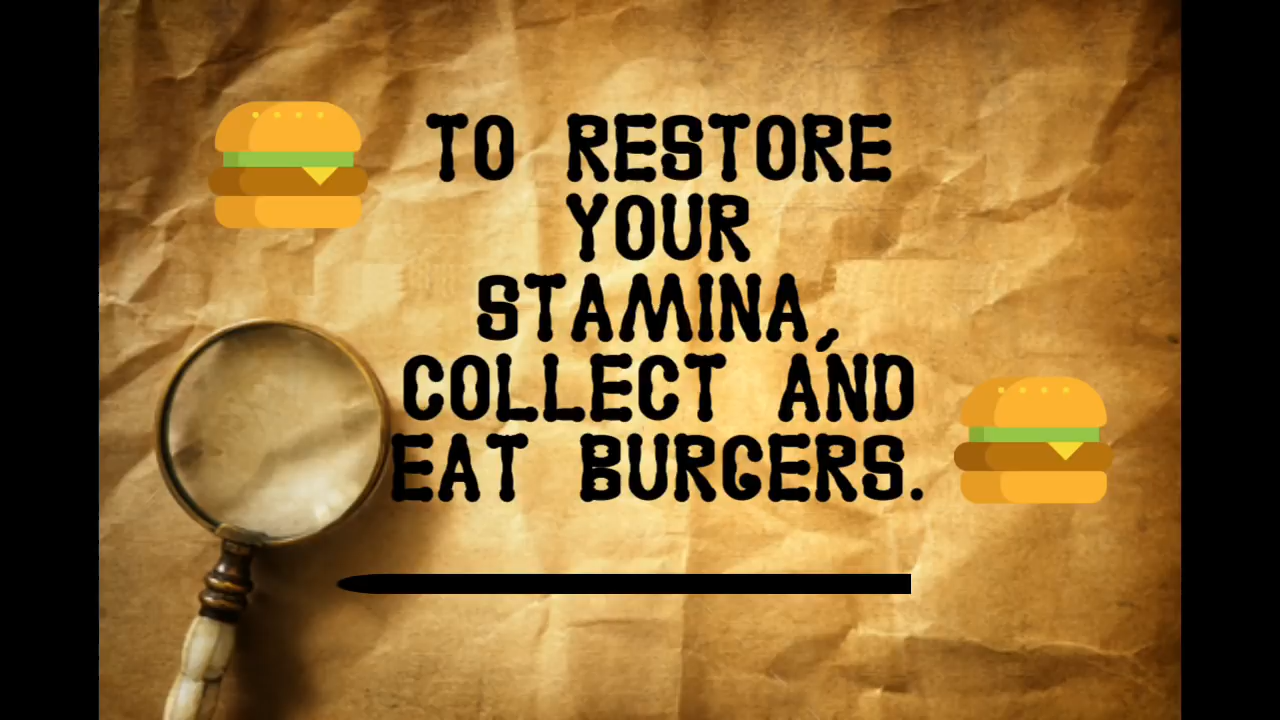 TO RESTORE
YOUR
STAMINA,
COLLECT AND
EAT BURGERS.